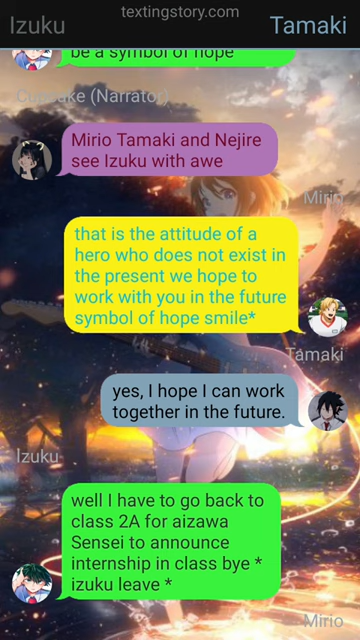 textingstory.com
Izuku
Tamaki
be a symbol of hope
Cupcake (Narrator)
Mirio Tamaki and Nejire
see Izuku with awe
Mirio
that is the attitude of a
hero who does not exist in
the present we hope to
work with you in the future
symbol of hope smile*
Tamaki
yes, I hope I can work
together in the future.
Izuku
well I have to go back to
class 2A for aizawa
Sensei to announce
internship in class bye *
izuku leave *
Mirio